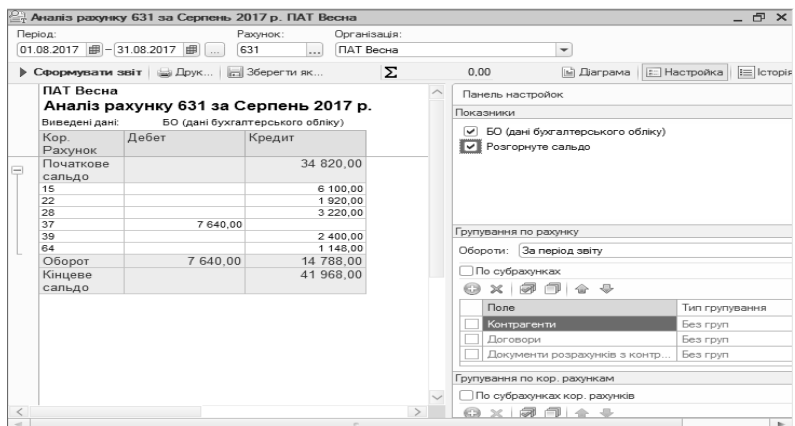 Аналіз рахунку 631 за Серпень 2017 р. ПАТ Весна
Період: Рахунок: Організація:
01.08.2017 – 31.08.2017 ... 631 ... ПАТ Весна
Сформувати звіт Друк... Зберегти як... Σ 0,00 Діаграма Настройка Історія
ПАТ Весна
Аналіз рахунку 631 за Серпень 2017 р.
Виведені дані: БО (дані бухгалтерського обліку)
Кор. Рахунок Дебет Кредит
Початкове сальдо 34 820,00
15 6 100,00
22 1 920,00
28 3 220,00
37 7 640,00
39 2 400,00
64 1 148,00
Оборот 7 640,00 14 788,00
Кінцеве сальдо 41 968,00
Панель настройок
Показники
БО (дані бухгалтерського обліку)
Розгорнуте сальдо
Групування по рахунку
Обороти: За період звіту
По субрахунках
Поле Тип групування
Контрагенти Без груп
Договори Без груп
Документи розрахунків з контр... Без груп
Групування по кор. рахункам
По субрахунках кор. рахунків